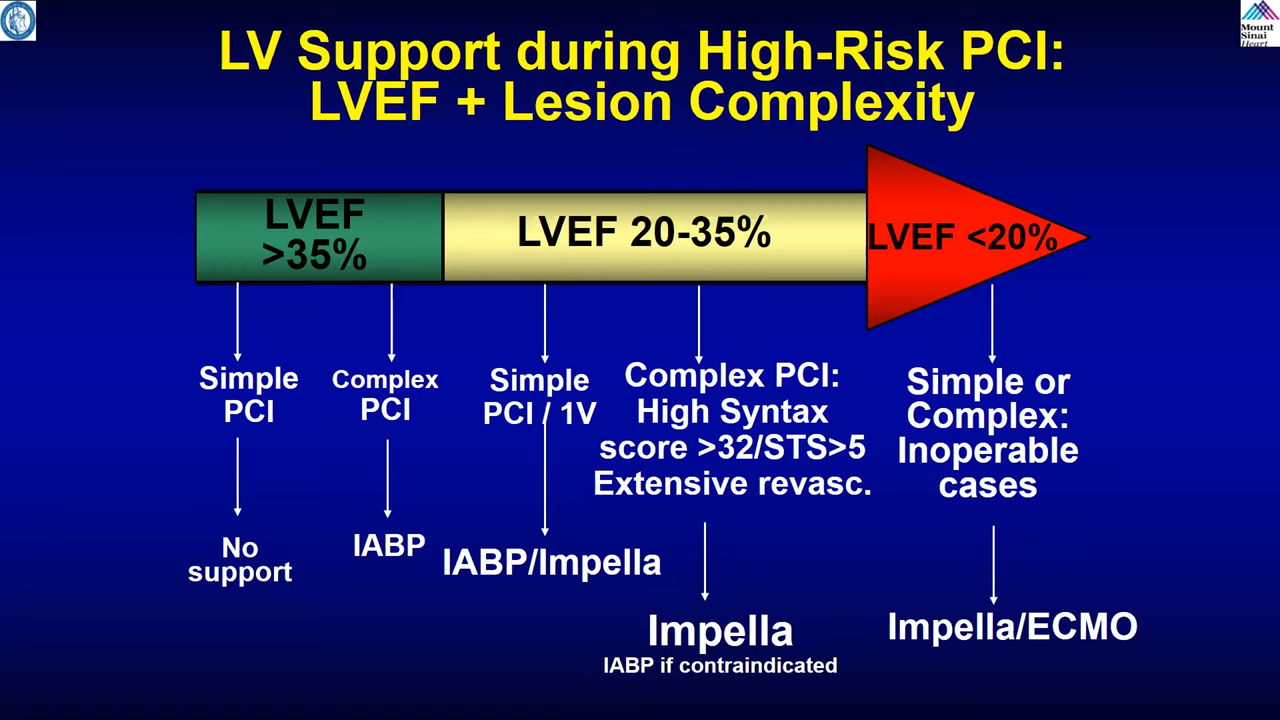 Mount
Sinai
Heart
LV Support during High-Risk PCI:
LVEF + Lesion Complexity
LVEF
>35%
LVEF 20-35%
LVEF <20%
Simple
PCI
Complex
PCI
Simple
PCI / 1V
Complex PCI:
High Syntax
score >32/STS>5
Extensive revasc.
Simple or
Complex:
Inoperable
cases
No
support
IABP
IABP/Impella
Impella
IABP if contraindicated
Impella/ECMO